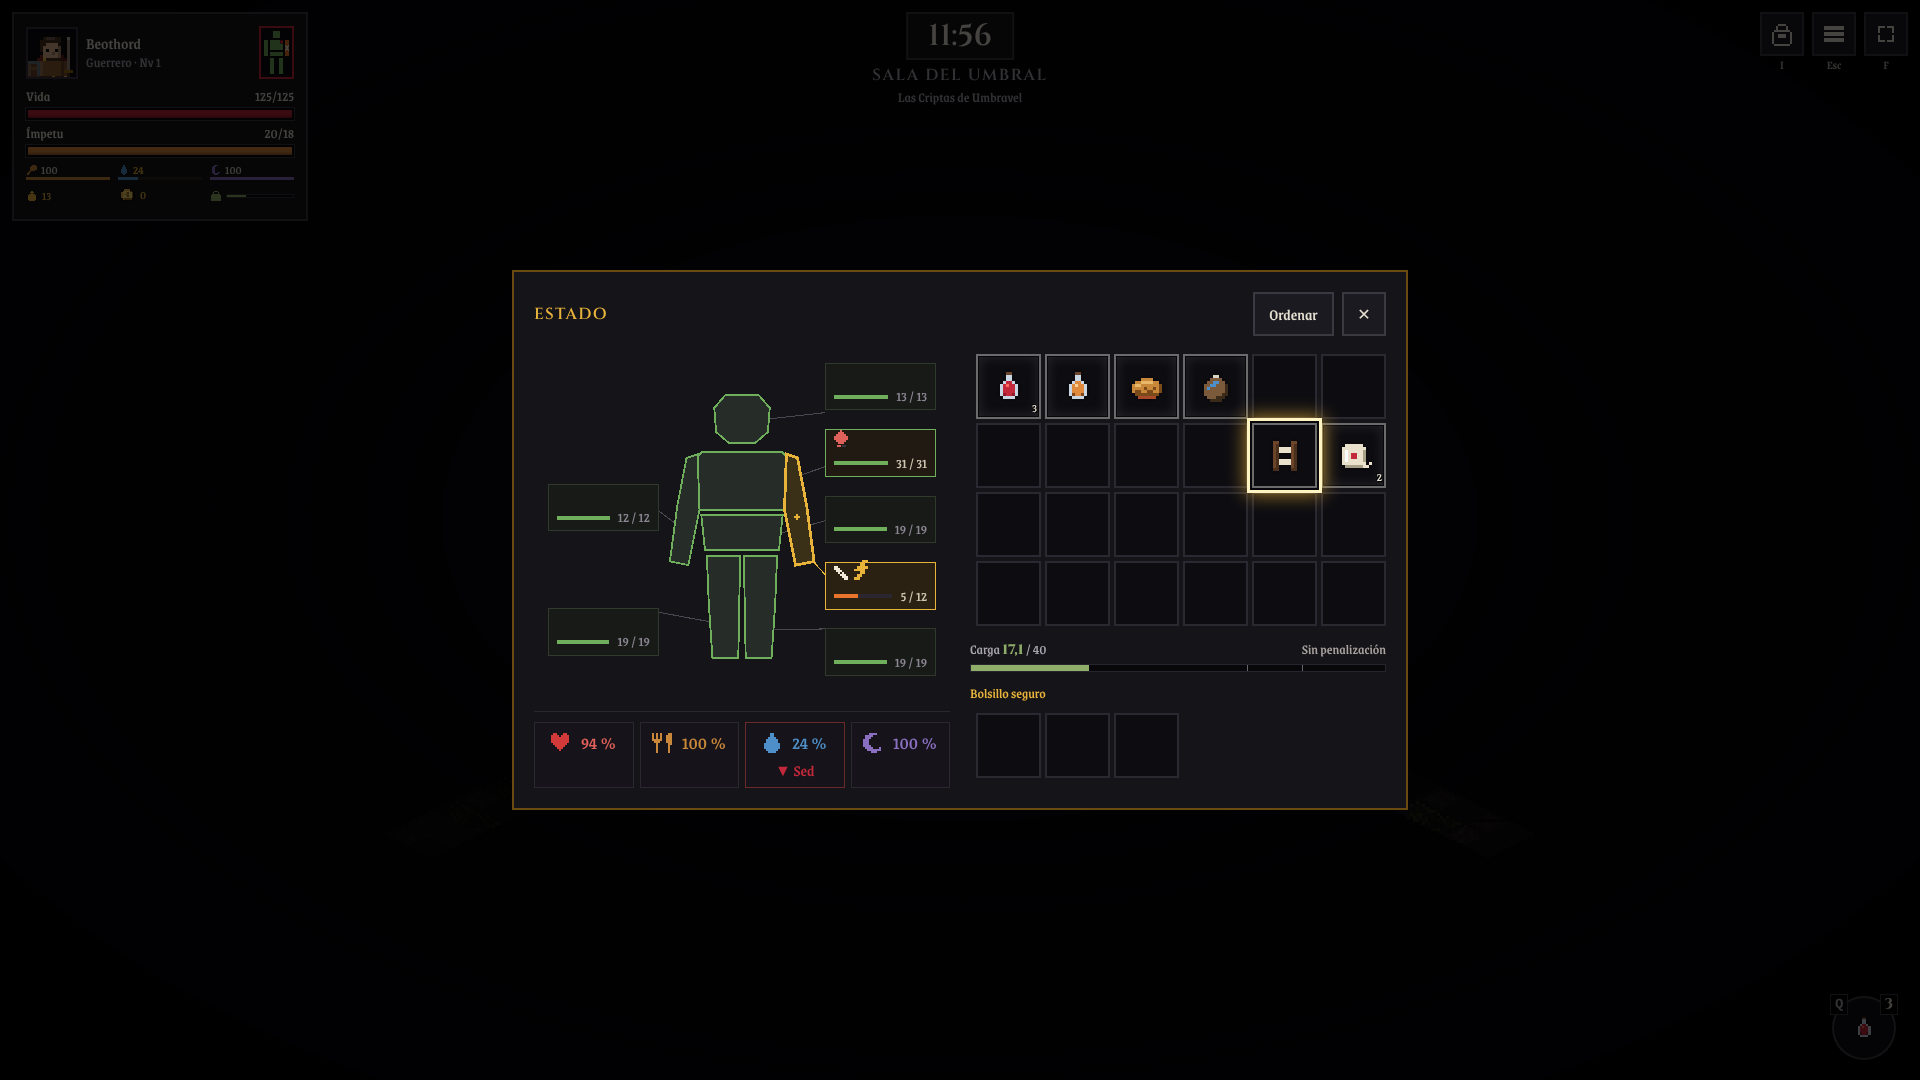 Beothord
Guerrero · Nv 1
Vida 125/125
Ímpetu 20/18
100 24 100
13 0
11:56
SALA DEL UMBRAL
Las Criptas de Umbravel
I Esc F
ESTADO
Ordenar ✕
13 / 13
31 / 31
12 / 12
19 / 19
5 / 12
19 / 19
19 / 19
94 % 100 % 24 % 100 %
▼ Sed
3
2
Carga 17,1 / 40 Sin penalización
Bolsillo seguro
Q 3